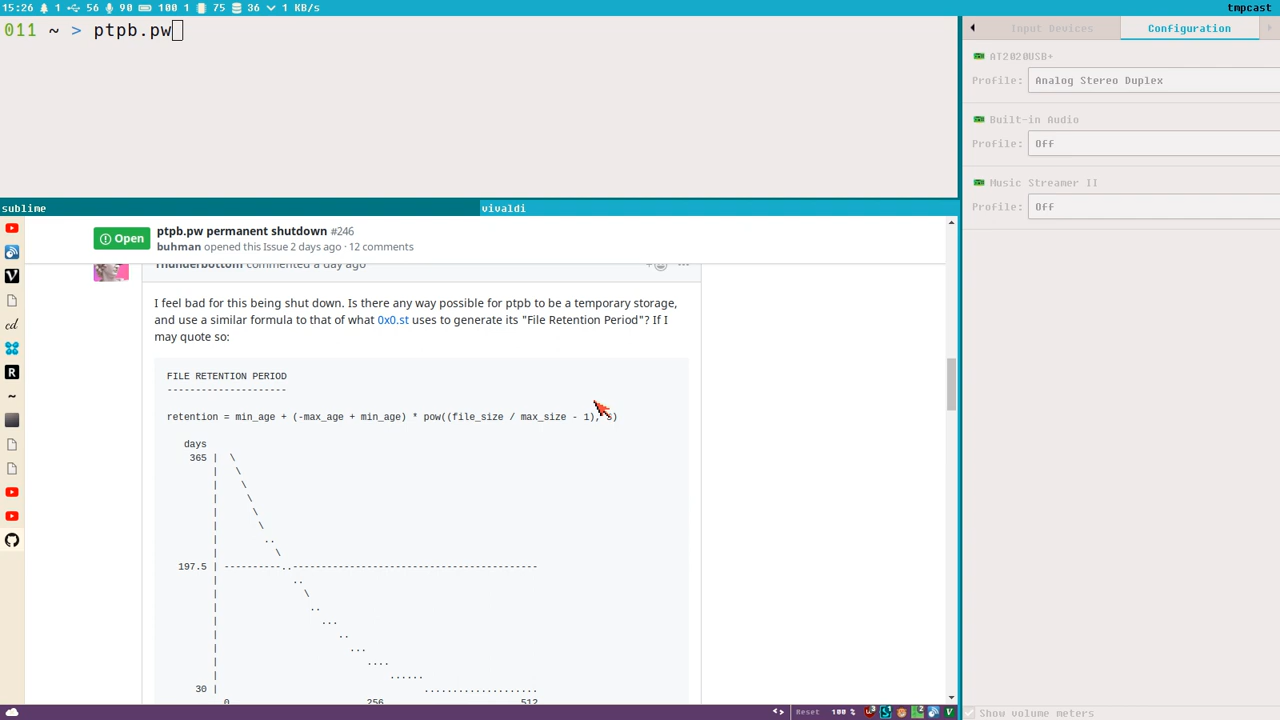 15:26 1 56 90 100 1 75 36 1 KB/s
tmpcast
011 ~ > ptpb.pw
Input Devices
Configuration
AT2020USB+
Profile: Analog Stereo Duplex
Built-in Audio
Profile: Off
Music Streamer II
Profile: Off
sublime
vivaldi
Open
ptpb.pw permanent shutdown #246
buhman opened this Issue 2 days ago · 12 comments
Thunderbottom commented a day ago
I feel bad for this being shut down. Is there any way possible for ptpb to be a temporary storage,
and use a similar formula to that of what 0x0.st uses to generate its "File Retention Period"? If I
may quote so:
FILE RETENTION PERIOD
---------------------
retention = min_age + (-max_age + min_age) * pow((file_size / max_size - 1), )
days
365 | \
| \
| \
| \
| \
| \
| ..
| \
197.5 | ----------..-------------------------------------------
| ..
| \
| ..
| ...
| ..
| ...
| ....
| ......
30 | ....................
0 256 512
Reset 100 %
Show volume meters